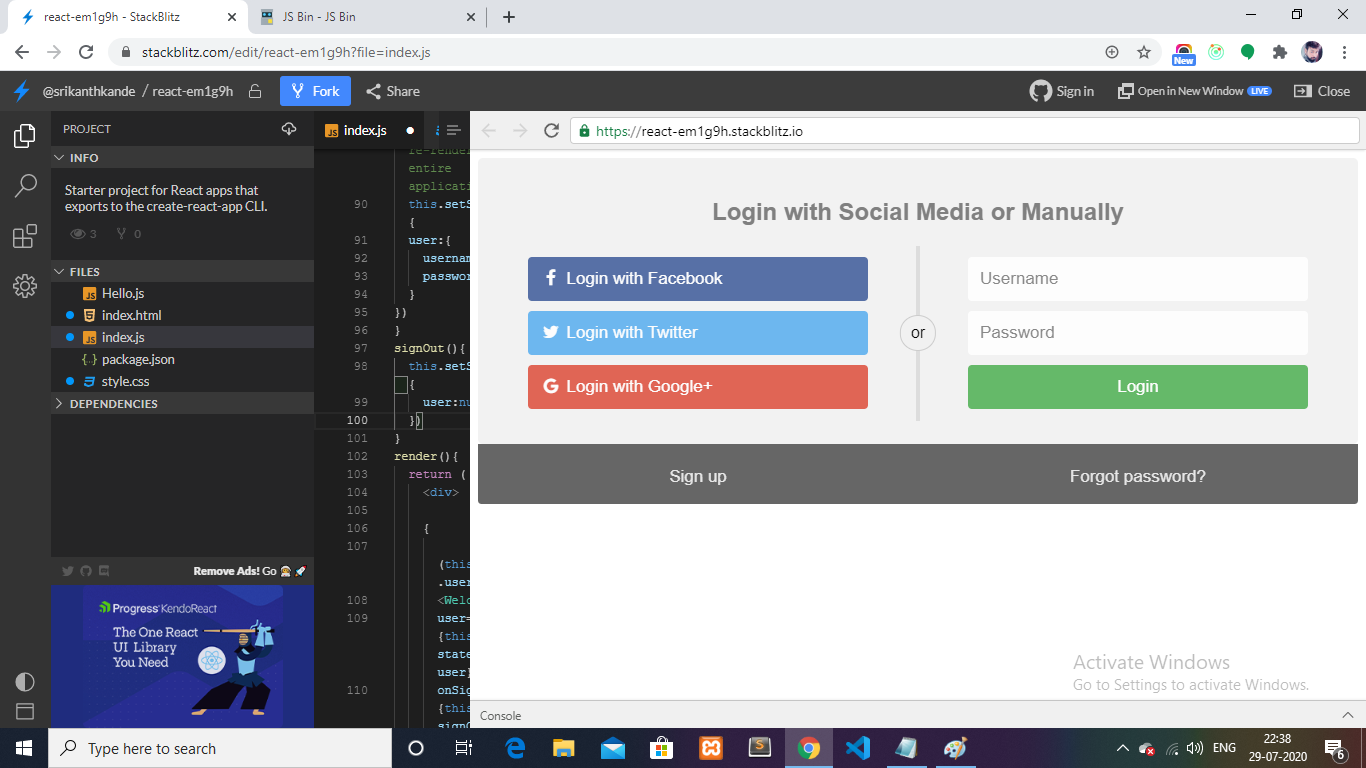 react-em1g9h - StackBlitz
JS Bin - JS Bin
stackblitz.com/edit/react-em1g9h?file=index.js
New
@srikanthkande / react-em1g9h
Fork
Share
Sign in
Open in New Window LIVE
Close
PROJECT
INFO
Starter project for React apps that
exports to the create-react-app CLI.
3
0
FILES
Hello.js
index.html
index.js
package.json
style.css
DEPENDENCIES
Remove Ads! Go
Progress KendoReact
The One React
UI Library
You Need
index.js
re-render
entire
applicati
90 this.setS
{
91 user:{
92 usernam
93 passwor
94 }
95 })
96 }
97 signOut(){
98 this.setS
{
99 user:nu
100 })
101 }
102 render(){
103 return (
104 <div>
105
106 {
107
(this
.user
108 <Welc
109 user=
{this
state
user}
110 onSig
{this
signO
https://react-em1g9h.stackblitz.io
Login with Social Media or Manually
Login with Facebook
Login with Twitter
Login with Google+
or
Username
Password
Login
Sign up
Forgot password?
Activate Windows
Go to Settings to activate Windows.
Console
Type here to search
ENG
22:38
29-07-2020
6